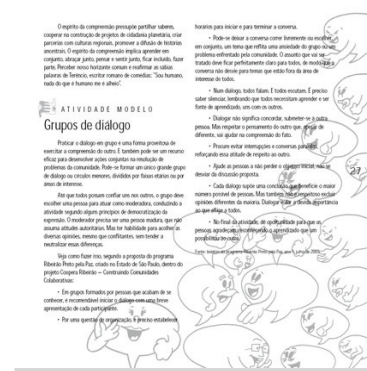 O espírito da compreensão pressupõe partilhar saberes,
cooperar na construção de projetos de cidadania planetária, criar
parcerias com culturas regionais, promover a difusão de histórias
ancestrais. O espírito da compreensão implica aprender em
conjunto, abraçar junto, pensar e sentir junto, ficar incluído, fazer
parte. Perceber nosso horizonte comum e reafirmar as sábias
palavras de Terêncio, escritor romano de comédias: "Sou humano,
nada do que é humano me é alheio".
ATIVIDADE MODELO
Grupos de diálogo
Praticar o diálogo em grupo é uma forma proveitosa de
exercitar a compreensão do outro. E também pode ser um recurso
eficaz para desenvolver ações conjuntas na resolução de
problemas da comunidade. Pode-se formar um único grande grupo
de diálogo ou círculos menores, divididos por faixas etárias ou por
áreas de interesse.
Até que todos possam confiar uns nos outros, o grupo deve
escolher uma pessoa para atuar como moderadora, conduzindo a
atividade segundo alguns princípios de democratização da
expressão. O moderador precisa ser uma pessoa madura, que não
assuma atitudes autoritárias. Mas ter habilidade para acolher as
diversas opiniões, mesmo que conflitantes, sem tender a
neutralizar essas diferenças.
Veja como fazer isso, segundo a proposta do programa
Ribeirão Preto pela Paz, criado no Estado de São Paulo, dentro do
projeto Coopera Ribeirão – Construindo Comunidades
Colaborativas:
• Em grupos formados por pessoas que acabam de se
conhecer, é recomendável iniciar o diálogo com uma breve
apresentação de cada participante.
• Por uma questão de organização, é preciso estabelecer
horários para iniciar e para terminar a conversa.
• Pode-se deixar a conversa correr livremente ou escolher,
em conjunto, um tema que reflita uma ansiedade do grupo ou um
problema enfrentado pela comunidade. O assunto que vai ser
tratado deve ficar perfeitamente claro para todos, de modo que a
conversa não desvie para temas que estão fora da área de
interesse de todos.
• Num diálogo, todos falam. E todos escutam. É preciso
saber silenciar, lembrando que todos necessitam aprender e ser
fonte de aprendizado, uns com os outros.
• Dialogar não significa concordar, submeter-se à outra
pessoa. Mas respeitar o pensamento do outro que, apesar de
diferente, vai ajudar na compreensão do fato.
• Procure evitar interrupções e conversas paralelas,
reforçando essa atitude de respeito ao outro.
• Ajude as pessoas a não perder o objetivo inicial, não se
desviar da discussão proposta.
27
• Cada diálogo supõe uma conclusão que beneficie o maior
número possível de pessoas. Mas também não é respeitoso excluir
opiniões diferentes da maioria. Dialogar é dar a devida importância
ao que aflige a todos.
• No final da atividade, dê oportunidade para que as
pessoas agradeçam, reconhecendo o aprendizado que um
possibilitou ao outro.